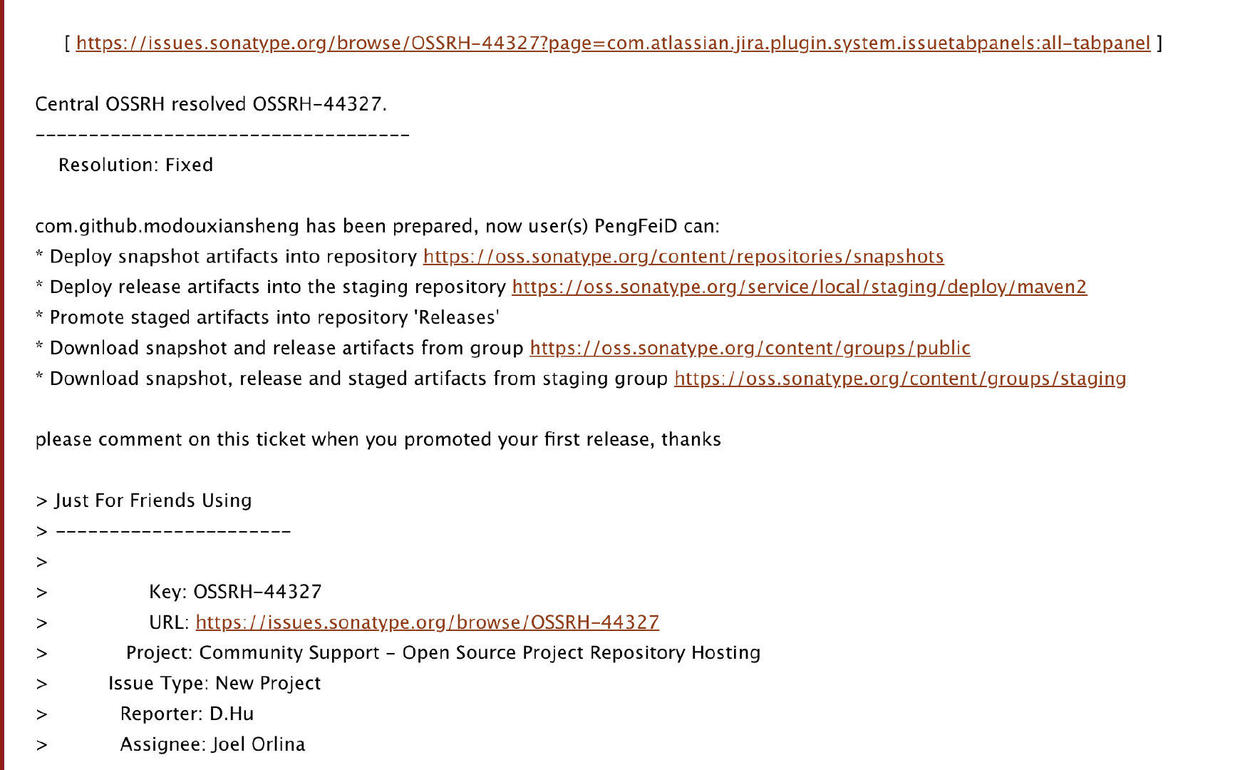 [ https://issues.sonatype.org/browse/OSSRH-44327?page=com.atlassian.jira.plugin.system.issuetabpanels:all-tabpanel ]
Central OSSRH resolved OSSRH-44327.
-----------------------------------
Resolution: Fixed
com.github.modouxiansheng has been prepared, now user(s) PengFeiD can:
* Deploy snapshot artifacts into repository https://oss.sonatype.org/content/repositories/snapshots
* Deploy release artifacts into the staging repository https://oss.sonatype.org/service/local/staging/deploy/maven2
* Promote staged artifacts into repository 'Releases'
* Download snapshot and release artifacts from group https://oss.sonatype.org/content/groups/public
* Download snapshot, release and staged artifacts from staging group https://oss.sonatype.org/content/groups/staging
please comment on this ticket when you promoted your first release, thanks
> Just For Friends Using
> ----------------------
>
> Key: OSSRH-44327
> URL: https://issues.sonatype.org/browse/OSSRH-44327
> Project: Community Support - Open Source Project Repository Hosting
> Issue Type: New Project
> Reporter: D.Hu
> Assignee: Joel Orlina